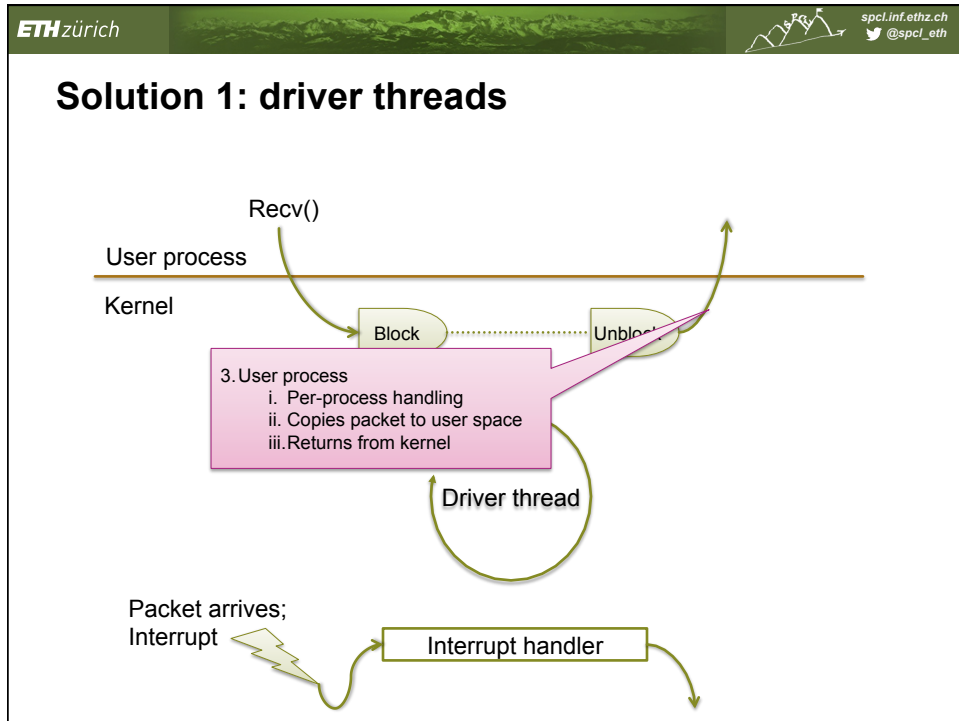 ETH zürich
spcl.inf.ethz.ch
@spcl_eth
Solution 1: driver threads
Recv()
User process
Kernel
Block
Unblock
3. User process
i. Per-process handling
ii. Copies packet to user space
iii. Returns from kernel
Driver thread
Packet arrives;
Interrupt
Interrupt handler